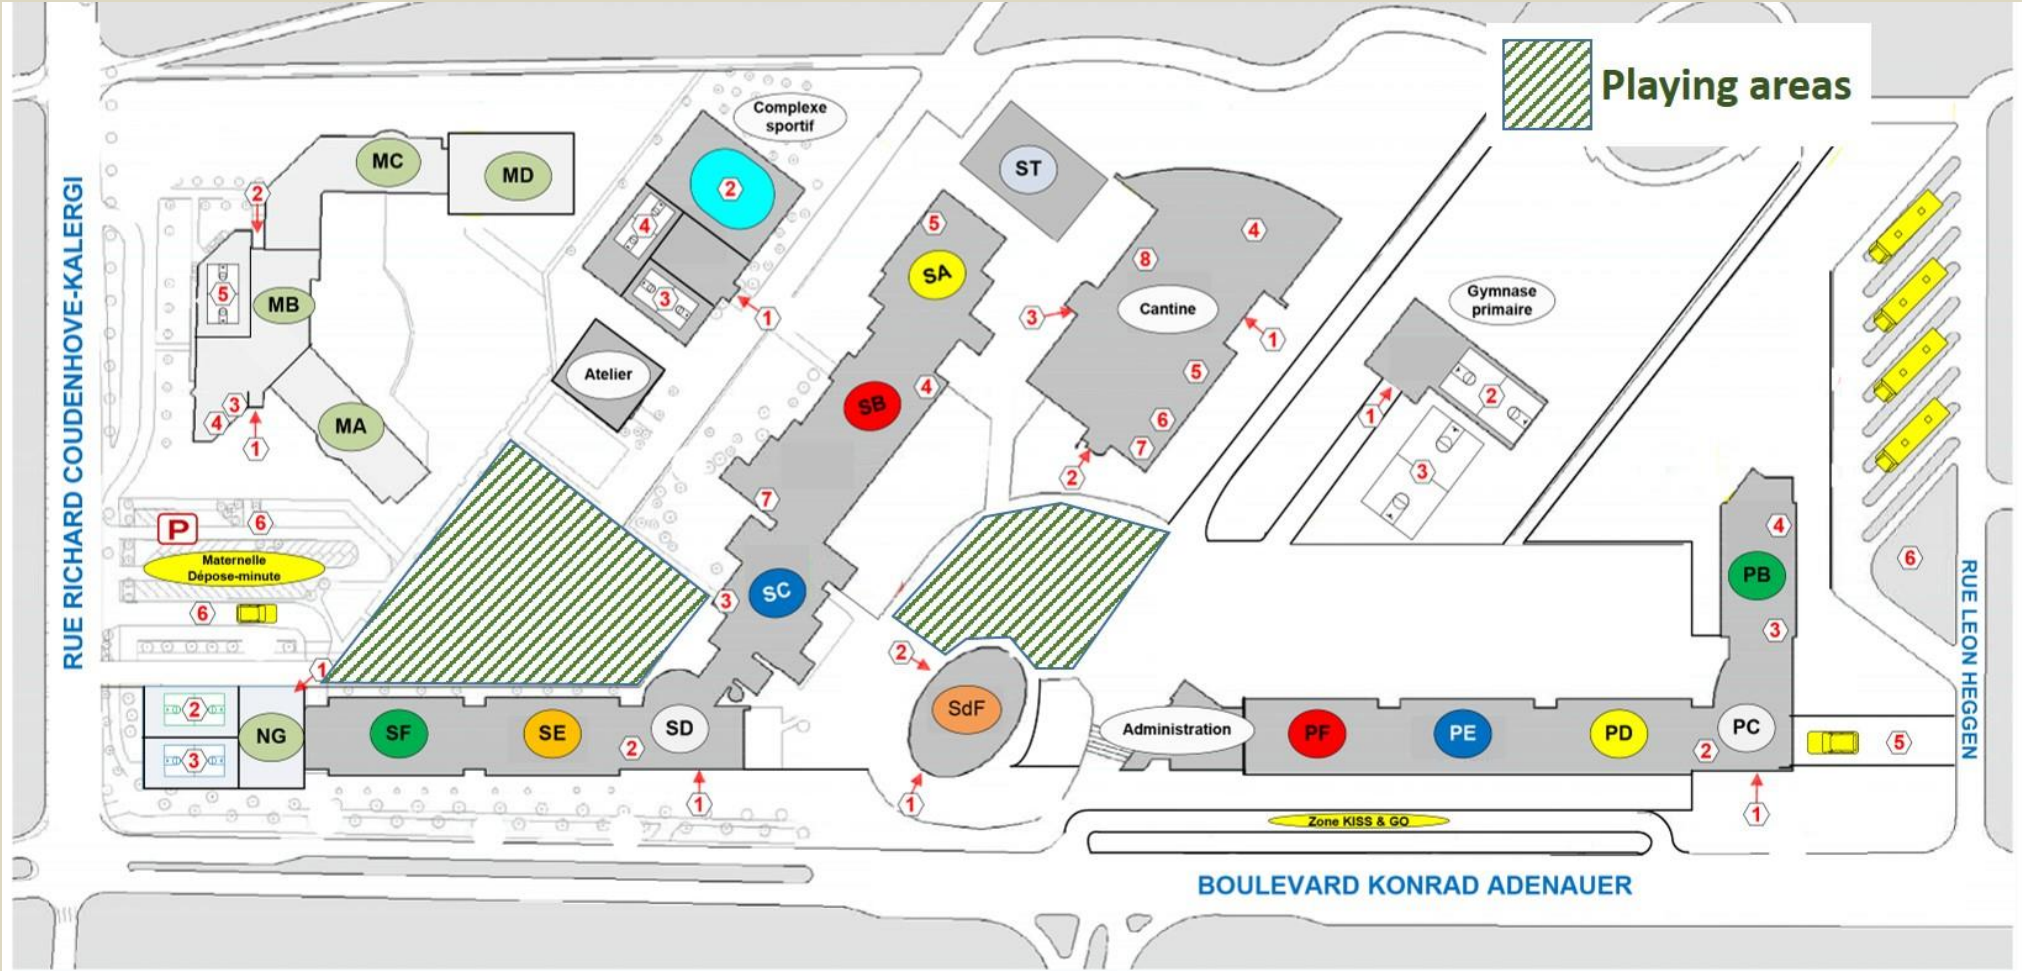 Playing areas
Complexe
sportif
MC
MD
2
2
4
3
1
ST
5
SA
4
8
Cantine
3
1
5
6
7
2
Gymnase
primaire
2
1
3
RUE RICHARD COUDENHOVE-KALERGI
5
MB
3
4
1
MA
Atelier
SB
4
7
P
6
Maternelle
Dépose-minute
6
SC
3
1
2
3
NG
SF
SE
2
SD
1
2
SdF
1
Administration
PF
PE
PD
2
PC
1
4
PB
3
5
6
RUE LEON HEGGEN
Zone KISS & GO
BOULEVARD KONRAD ADENAUER